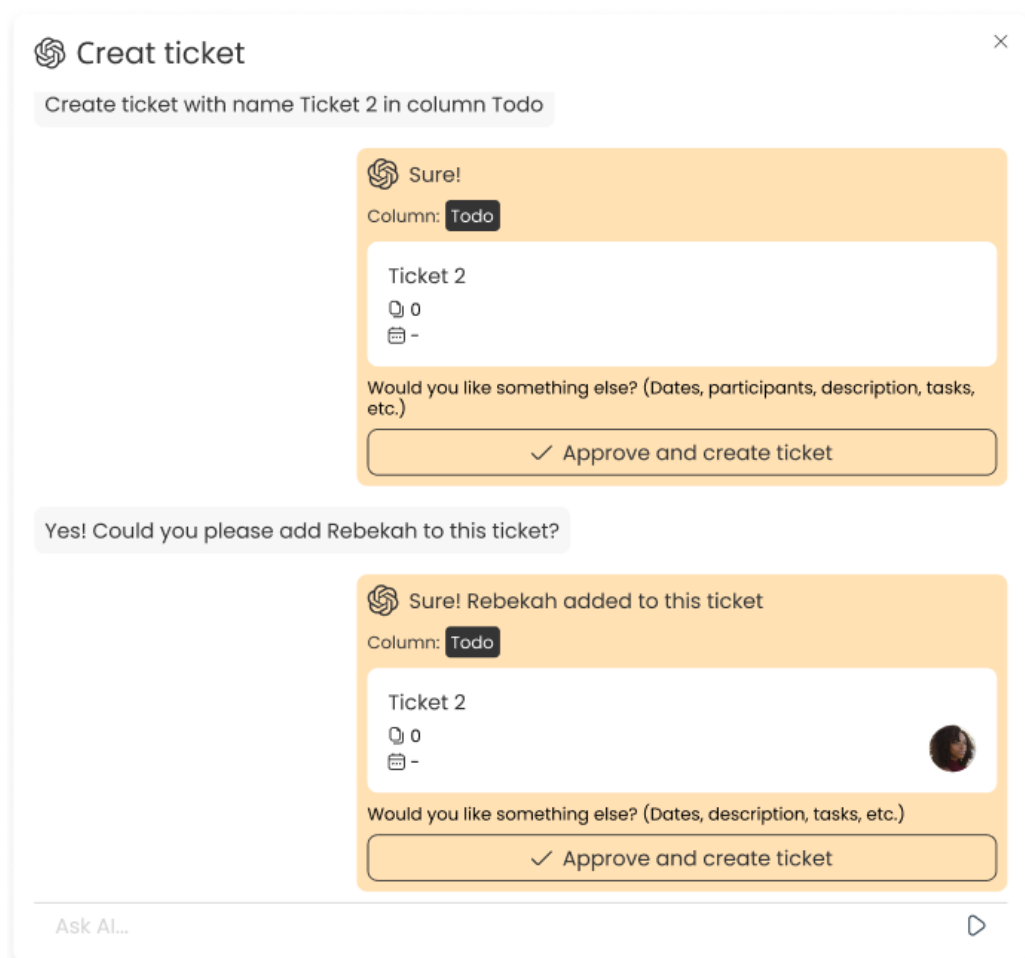 Creat ticket
Create ticket with name Ticket 2 in column Todo
Sure!
Column: Todo
Ticket 2
0
-
Would you like something else? (Dates, participants, description, tasks,
etc.)
Approve and create ticket
Yes! Could you please add Rebekah to this ticket?
Sure! Rebekah added to this ticket
Column: Todo
Ticket 2
0
-
Would you like something else? (Dates, description, tasks, etc.)
Approve and create ticket
Ask AI...